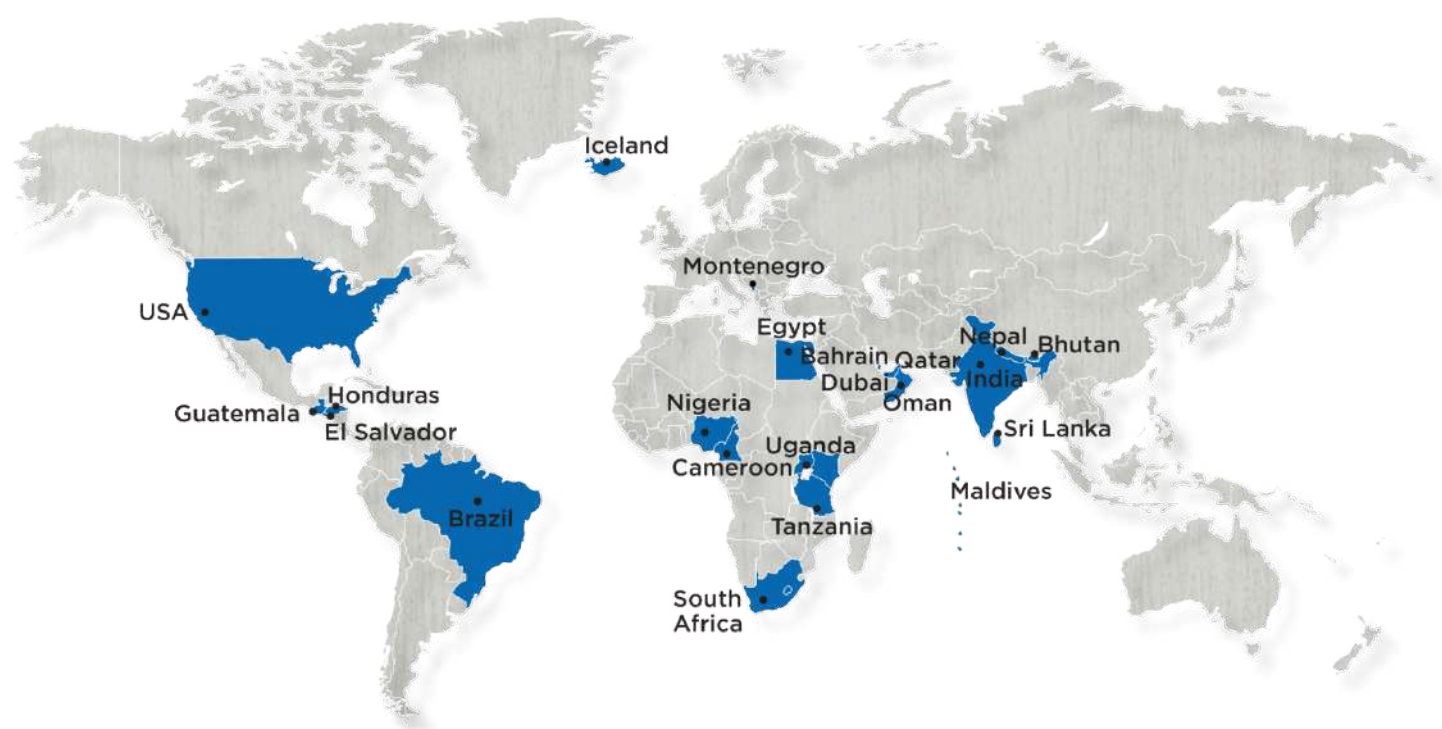 Iceland
Montenegro
USA
Egypt
Nepal
Bhutan
Bahrain
Qatar
Dubai
India
Oman
Honduras
Guatemala
El Salvador
Nigeria
Sri Lanka
Uganda
Cameroon
Maldives
Brazil
Tanzania
South
Africa